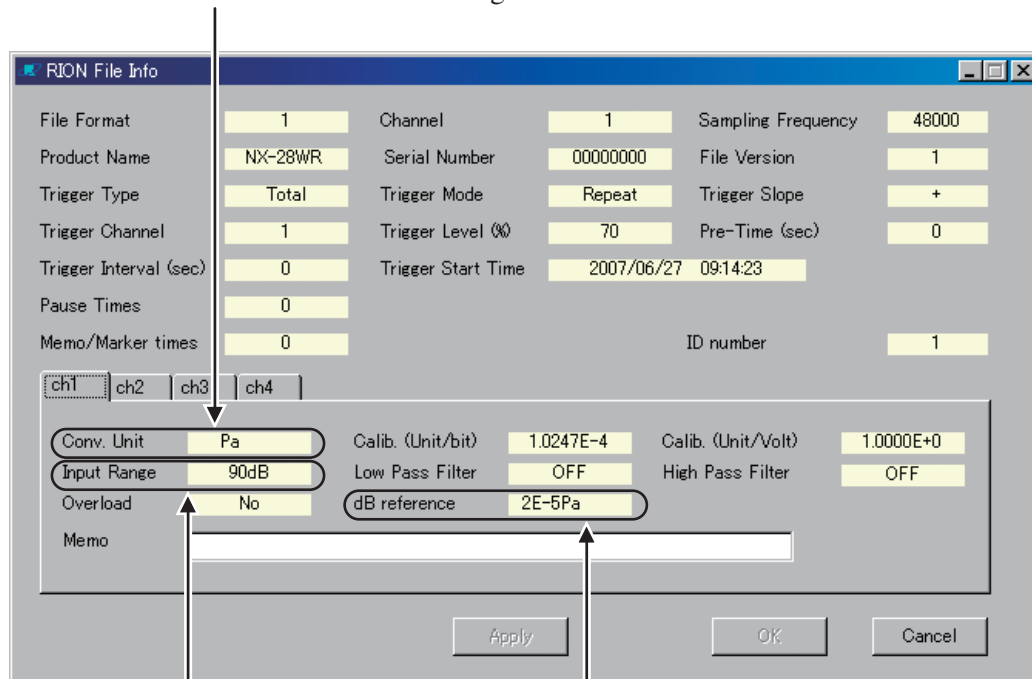 RION File Info
File Format 1 Channel 1 Sampling Frequency 48000
Product Name NX-28WR Serial Number 00000000 File Version 1
Trigger Type Total Trigger Mode Repeat Trigger Slope +
Trigger Channel 1 Trigger Level (%) 70 Pre-Time (sec) 0
Trigger Interval (sec) 0 Trigger Start Time 2007/06/27 09:14:23
Pause Times 0
Memo/Marker times 0 ID number 1
ch1 ch2 ch3 ch4
Conv. Unit Pa Calib. (Unit/bit) 1.0247E-4 Calib. (Unit/Volt) 1.0000E+0
Input Range 90dB Low Pass Filter OFF High Pass Filter OFF
Overload No dB reference 2E-5Pa
Memo
Apply OK Cancel